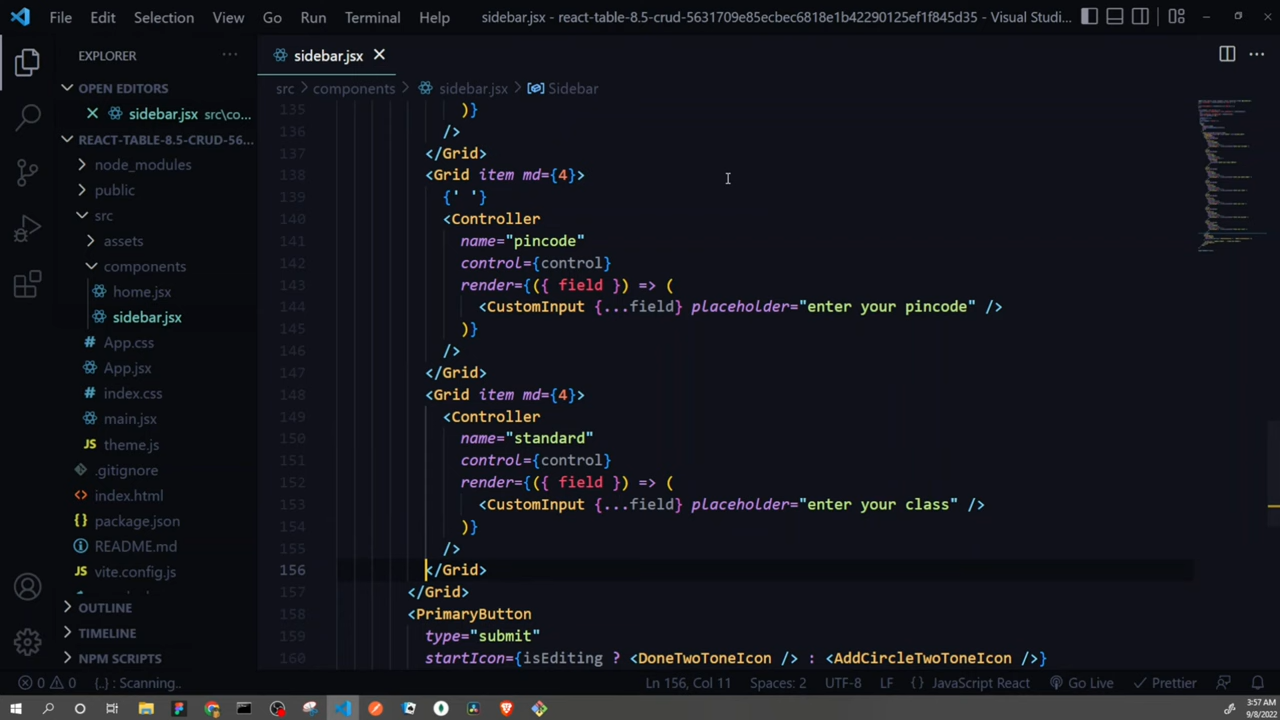 File Edit Selection View Go Run Terminal Help sidebar.jsx - react-table-8.5-crud-5631709e85ecbec6818e1b42290125ef1f845d35 - Visual Studi...
EXPLORER
OPEN EDITORS
sidebar.jsx src\co...
REACT-TABLE-8.5-CRUD-56...
node_modules
public
src
assets
components
home.jsx
sidebar.jsx
App.css
App.jsx
index.css
main.jsx
theme.js
.gitignore
index.html
package.json
README.md
vite.config.js
OUTLINE
TIMELINE
NPM SCRIPTS
sidebar.jsx
src > components > sidebar.jsx > Sidebar
135 )}
136 />
137 </Grid>
138 <Grid item md={4}>
139 {' '}
140 <Controller
141 name="pincode"
142 control={control}
143 render={({ field }) => (
144 <CustomInput {...field} placeholder="enter your pincode" />
145 )}
146 />
147 </Grid>
148 <Grid item md={4}>
149 <Controller
150 name="standard"
151 control={control}
152 render={({ field }) => (
153 <CustomInput {...field} placeholder="enter your class" />
154 )}
155 />
156 </Grid>
157 </Grid>
158 <PrimaryButton
159 type="submit"
160 startIcon={isEditing ? <DoneTwoToneIcon /> : <AddCircleTwoToneIcon />}
0 0 {..} : Scanning.. Ln 156, Col 11 Spaces: 2 UTF-8 LF {} JavaScript React Go Live Prettier
3:57 AM
9/8/2022